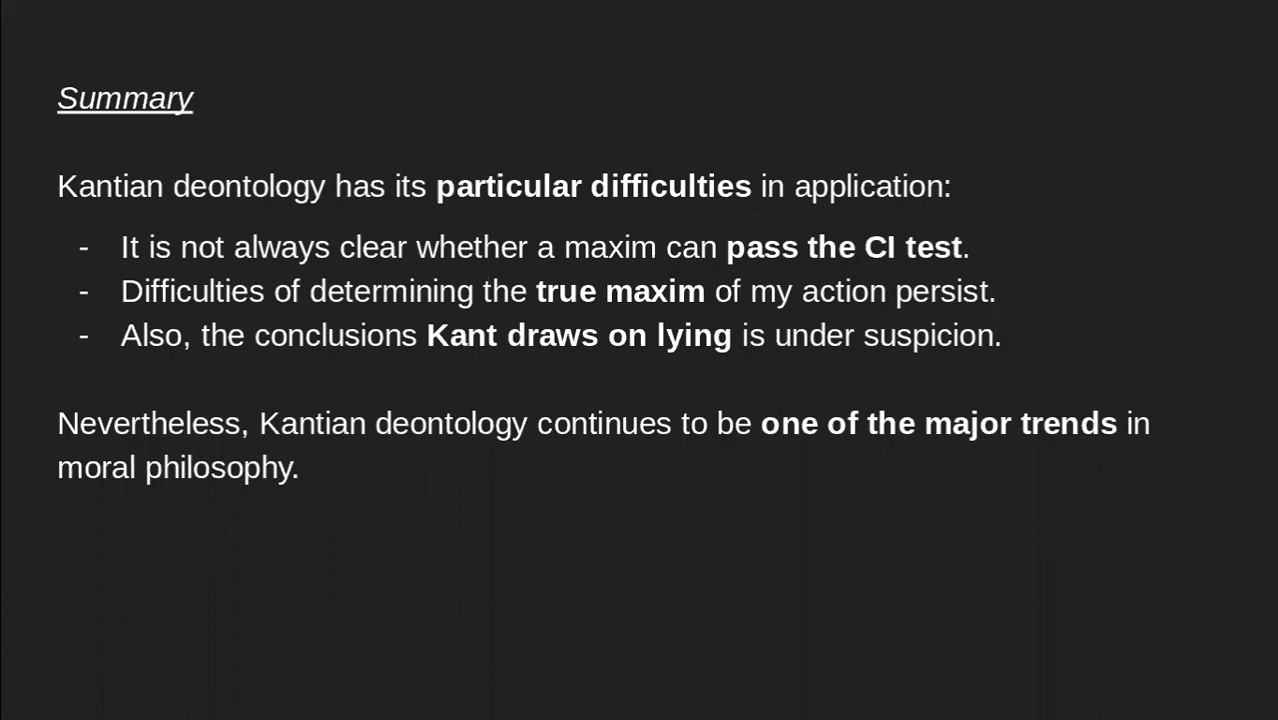 Summary
Kantian deontology has its particular difficulties in application:
- It is not always clear whether a maxim can pass the CI test.
- Difficulties of determining the true maxim of my action persist.
- Also, the conclusions Kant draws on lying is under suspicion.
Nevertheless, Kantian deontology continues to be one of the major trends in
moral philosophy.